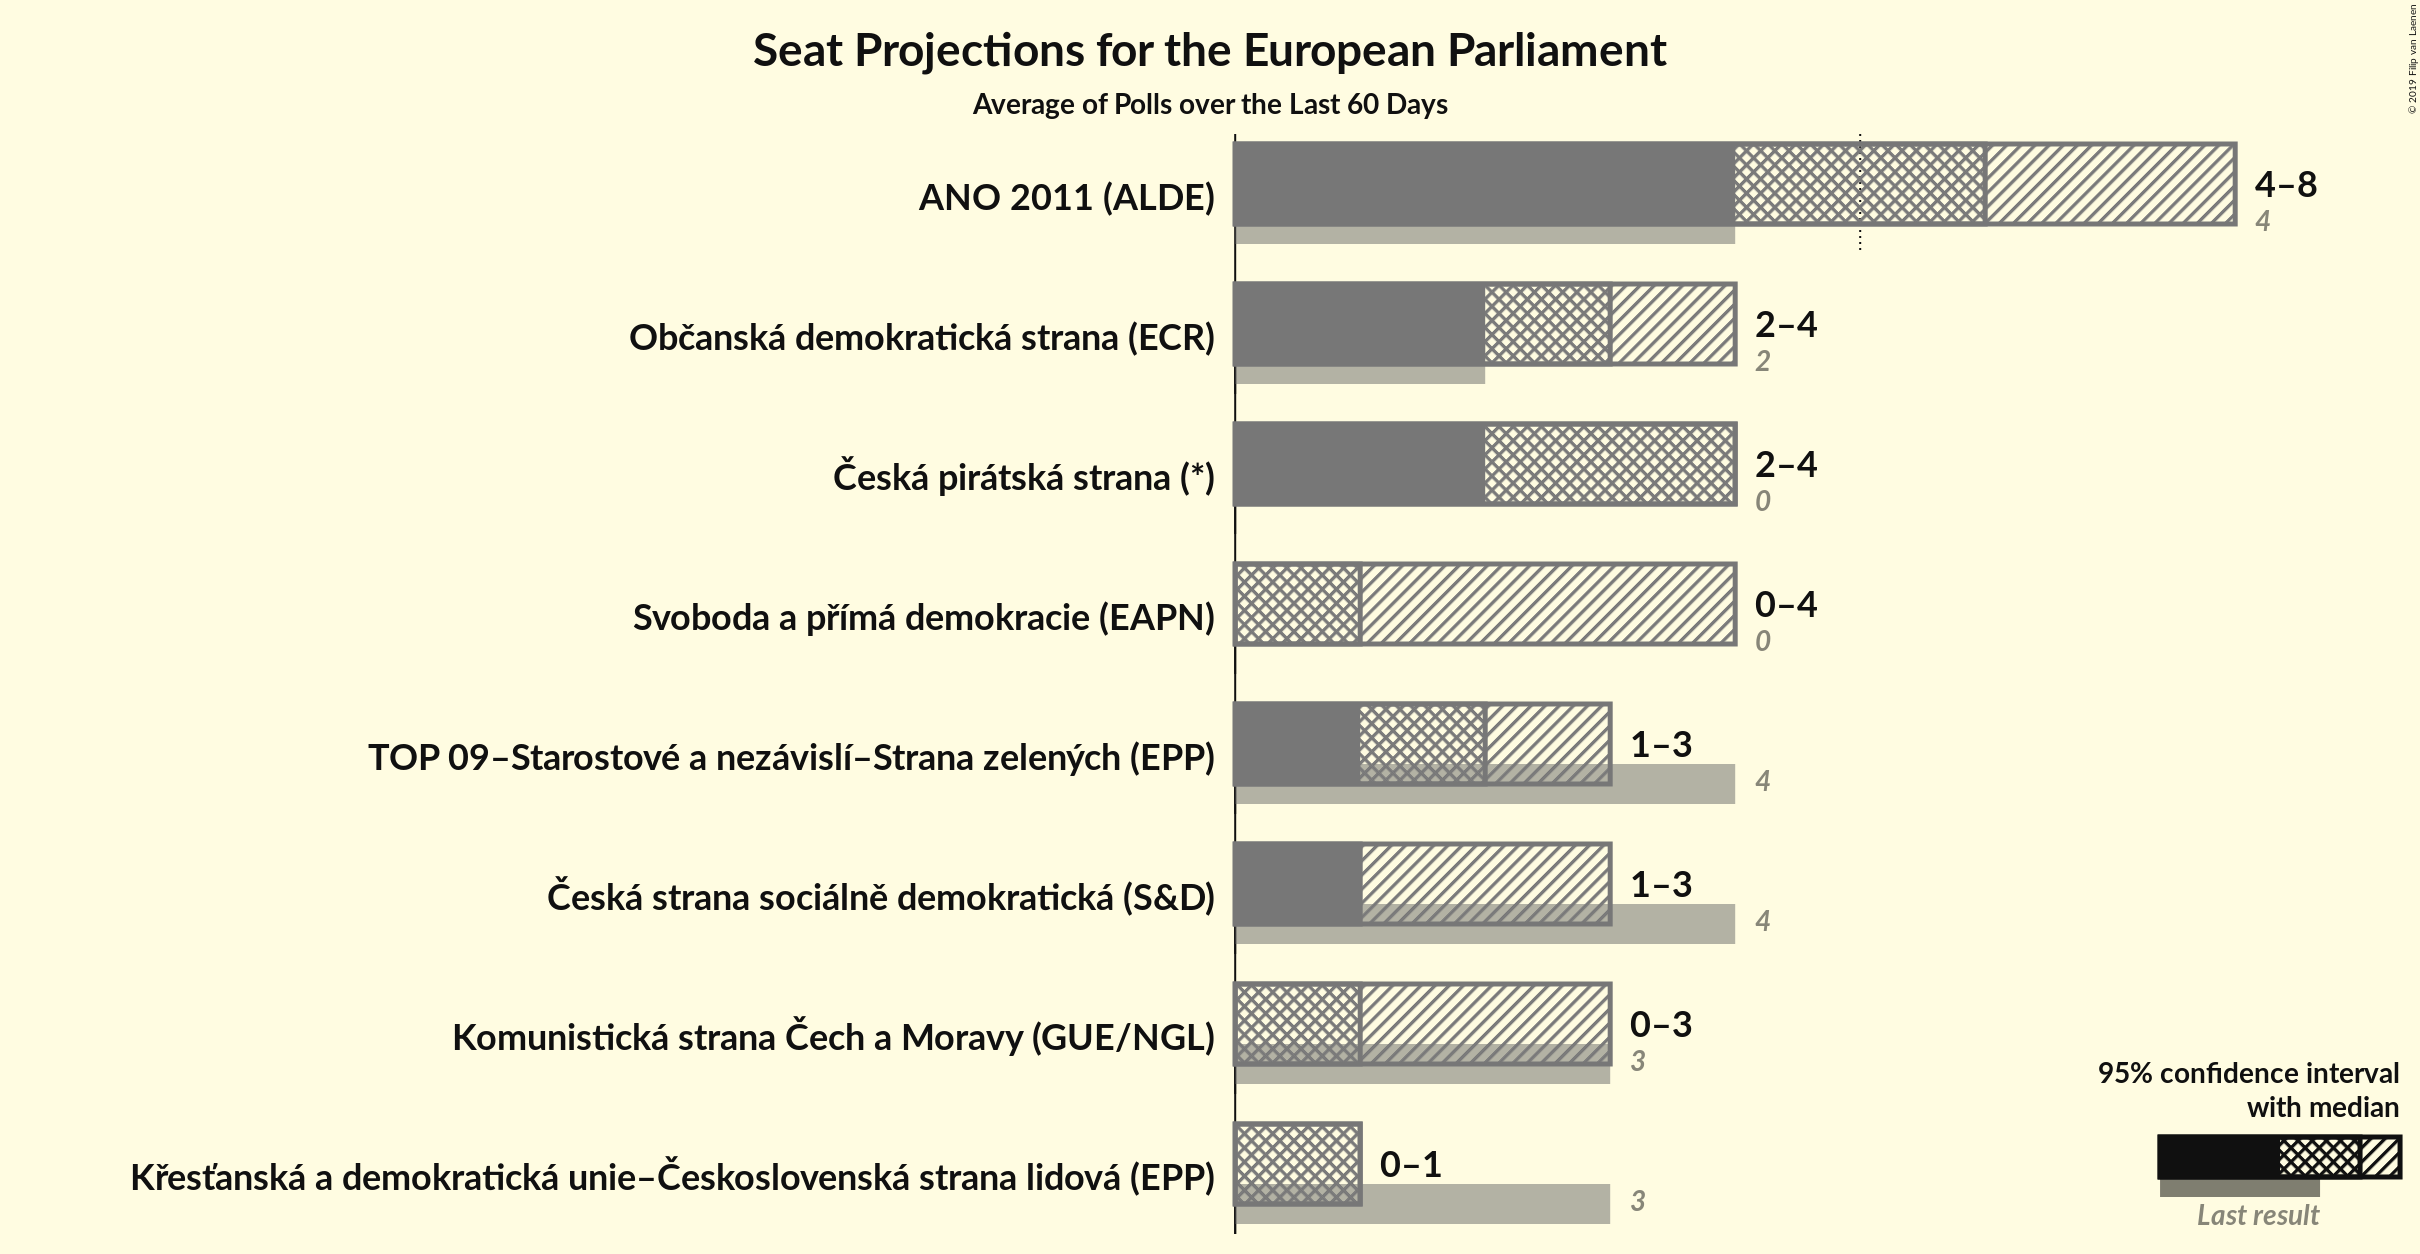 Seat Projections for the European Parliament
Average of Polls over the Last 60 Days
© 2019 Filip van Laenen
ANO 2011 (ALDE)
4–8
4
Občanská demokratická strana (ECR)
2–4
2
Česká pirátská strana (*)
2–4
0
Svoboda a přímá demokracie (EAPN)
0–4
0
TOP 09–Starostové a nezávislí–Strana zelených (EPP)
1–3
4
Česká strana sociálně demokratická (S&D)
1–3
4
Komunistická strana Čech a Moravy (GUE/NGL)
0–3
3
Křesťanská a demokratická unie–Československá strana lidová (EPP)
0–1
3
95% confidence interval
with median
Last result